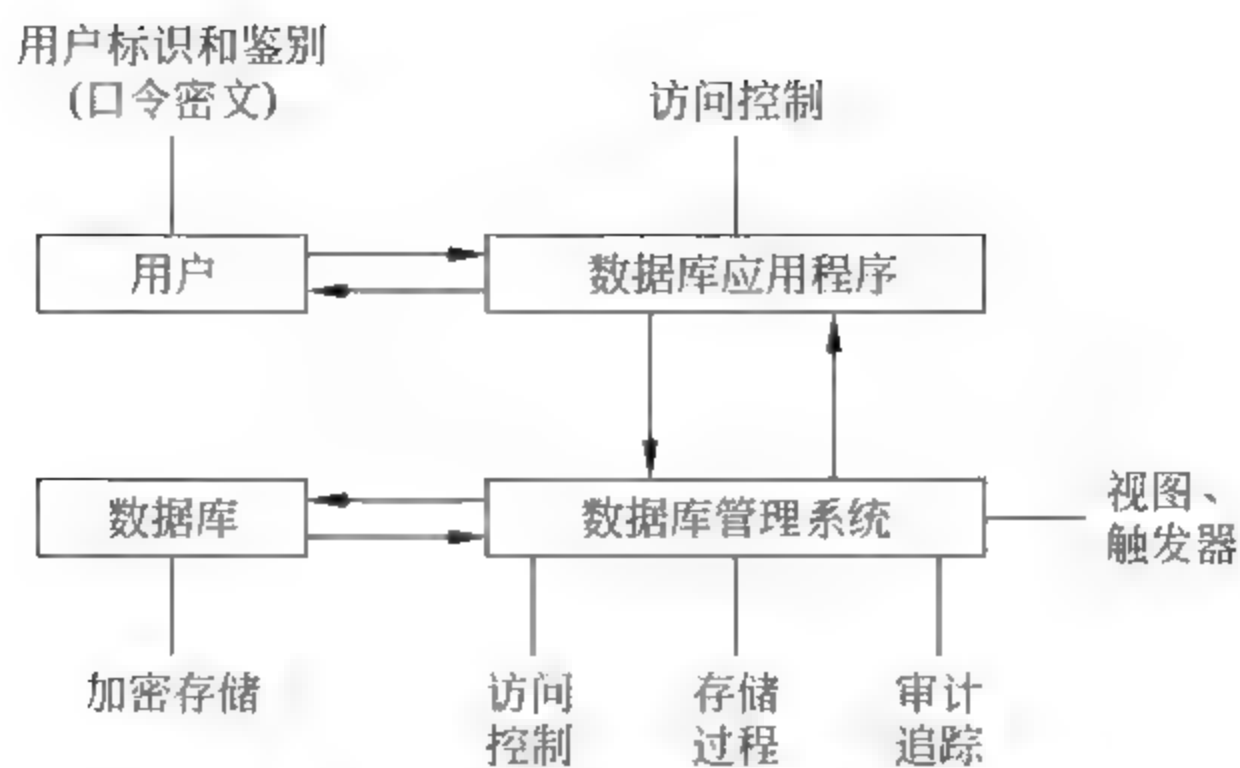 用户标识和鉴别
(口令密文)
访问控制
用户
数据库应用程序
数据库
数据库管理系统
视图、
触发器
加密存储
访问
控制
存储
过程
审计
追踪